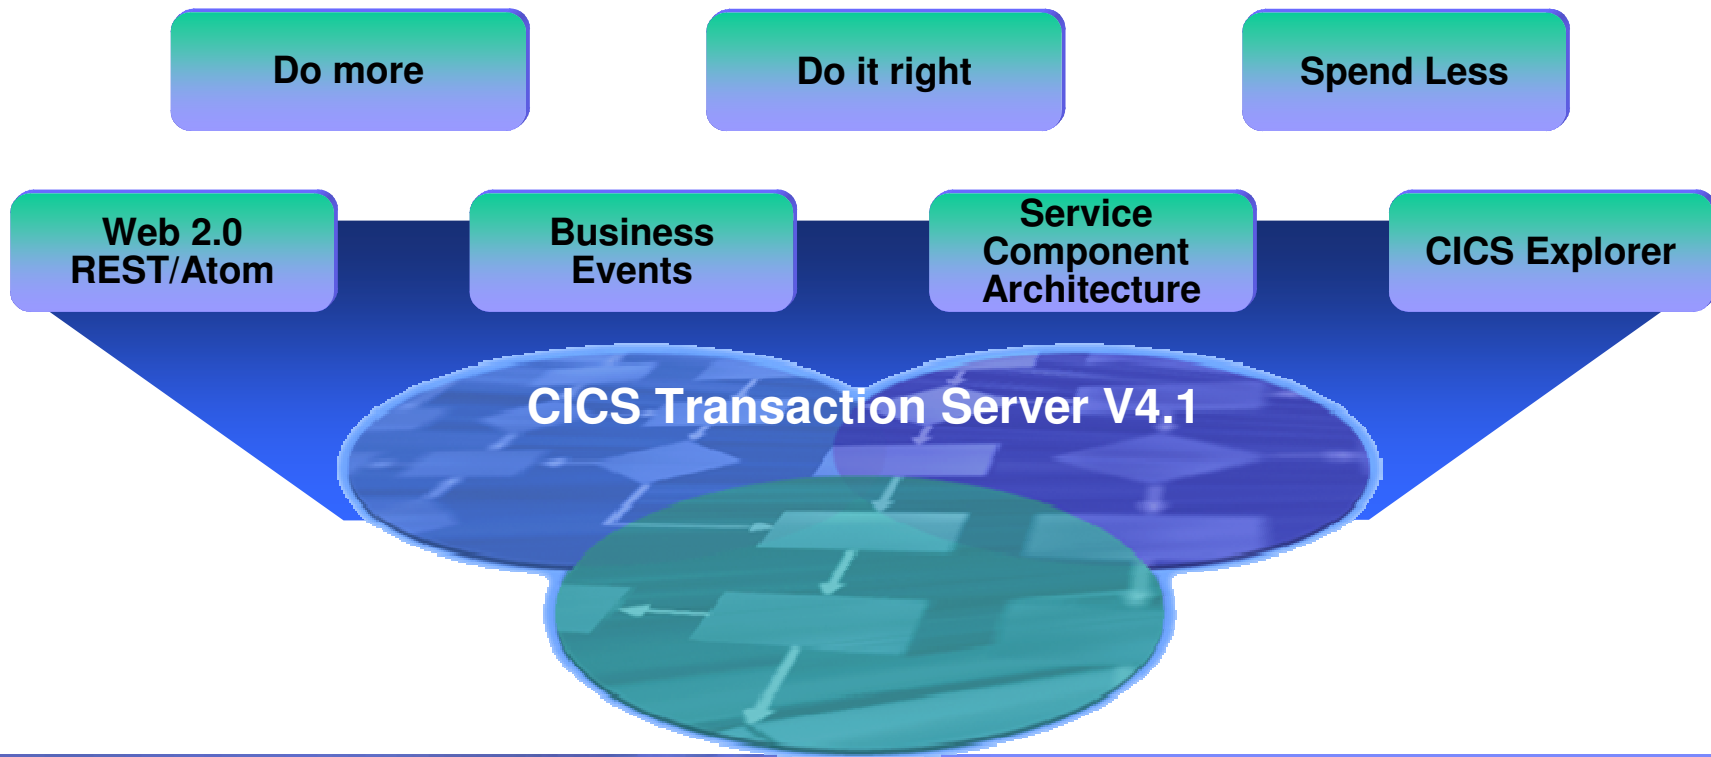 Do more
Do it right
Spend Less
Web 2.0
REST/Atom
Business
Events
Service
Component
Architecture
CICS Explorer
CICS Transaction Server V4.1